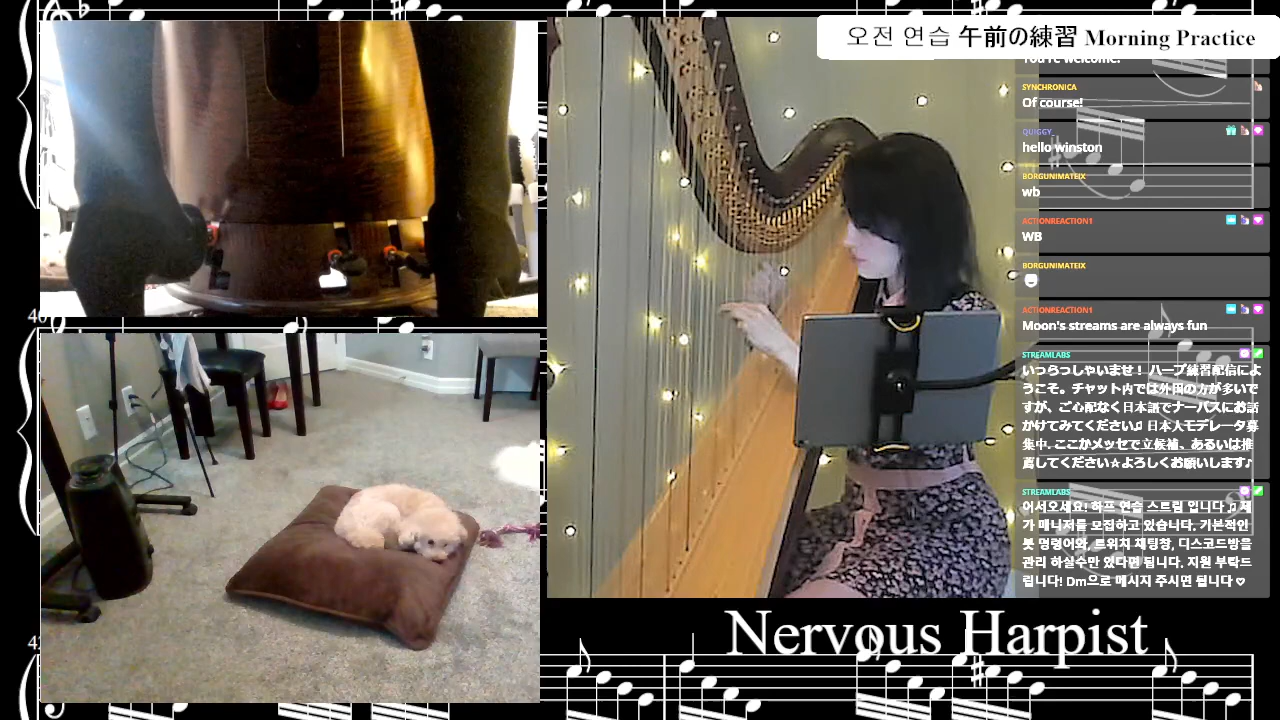 오전 연습 午前の練習 Morning Practice
You're welcome!
SYNCHRONICA
Of course!
QUIGGY_
hello winston
BORGUNIMATEIX
wb
ACTIONREACTION1
WB
BORGUNIMATEIX
ACTIONREACTION1
Moon's streams are always fun
STREAMLABS
いつらっしゃいませ！ ハープ練習配信によ
うこそ。チャット内では外国の方が多いで
すが、ご心配なく日本語でナーバスにお話
かけてみてください♫ 日本人モデレータ募
集中. ここかメッセで立候補、あるいは推
薦してください☆よろしくお願いします♪
STREAMLABS
어서오세요! 하프 연습 스트림 입니다♫ 제
가 매니저를 모집하고 있습니다. 기본적인
봇 명령어와, 트위치 채팅창, 디스코드방을
관리 하실수만 있다면 됩니다. 지원 부탁드
립니다! Dm으로 메시지 주시면 됩니다 ♡
Nervous Harpist
40
42